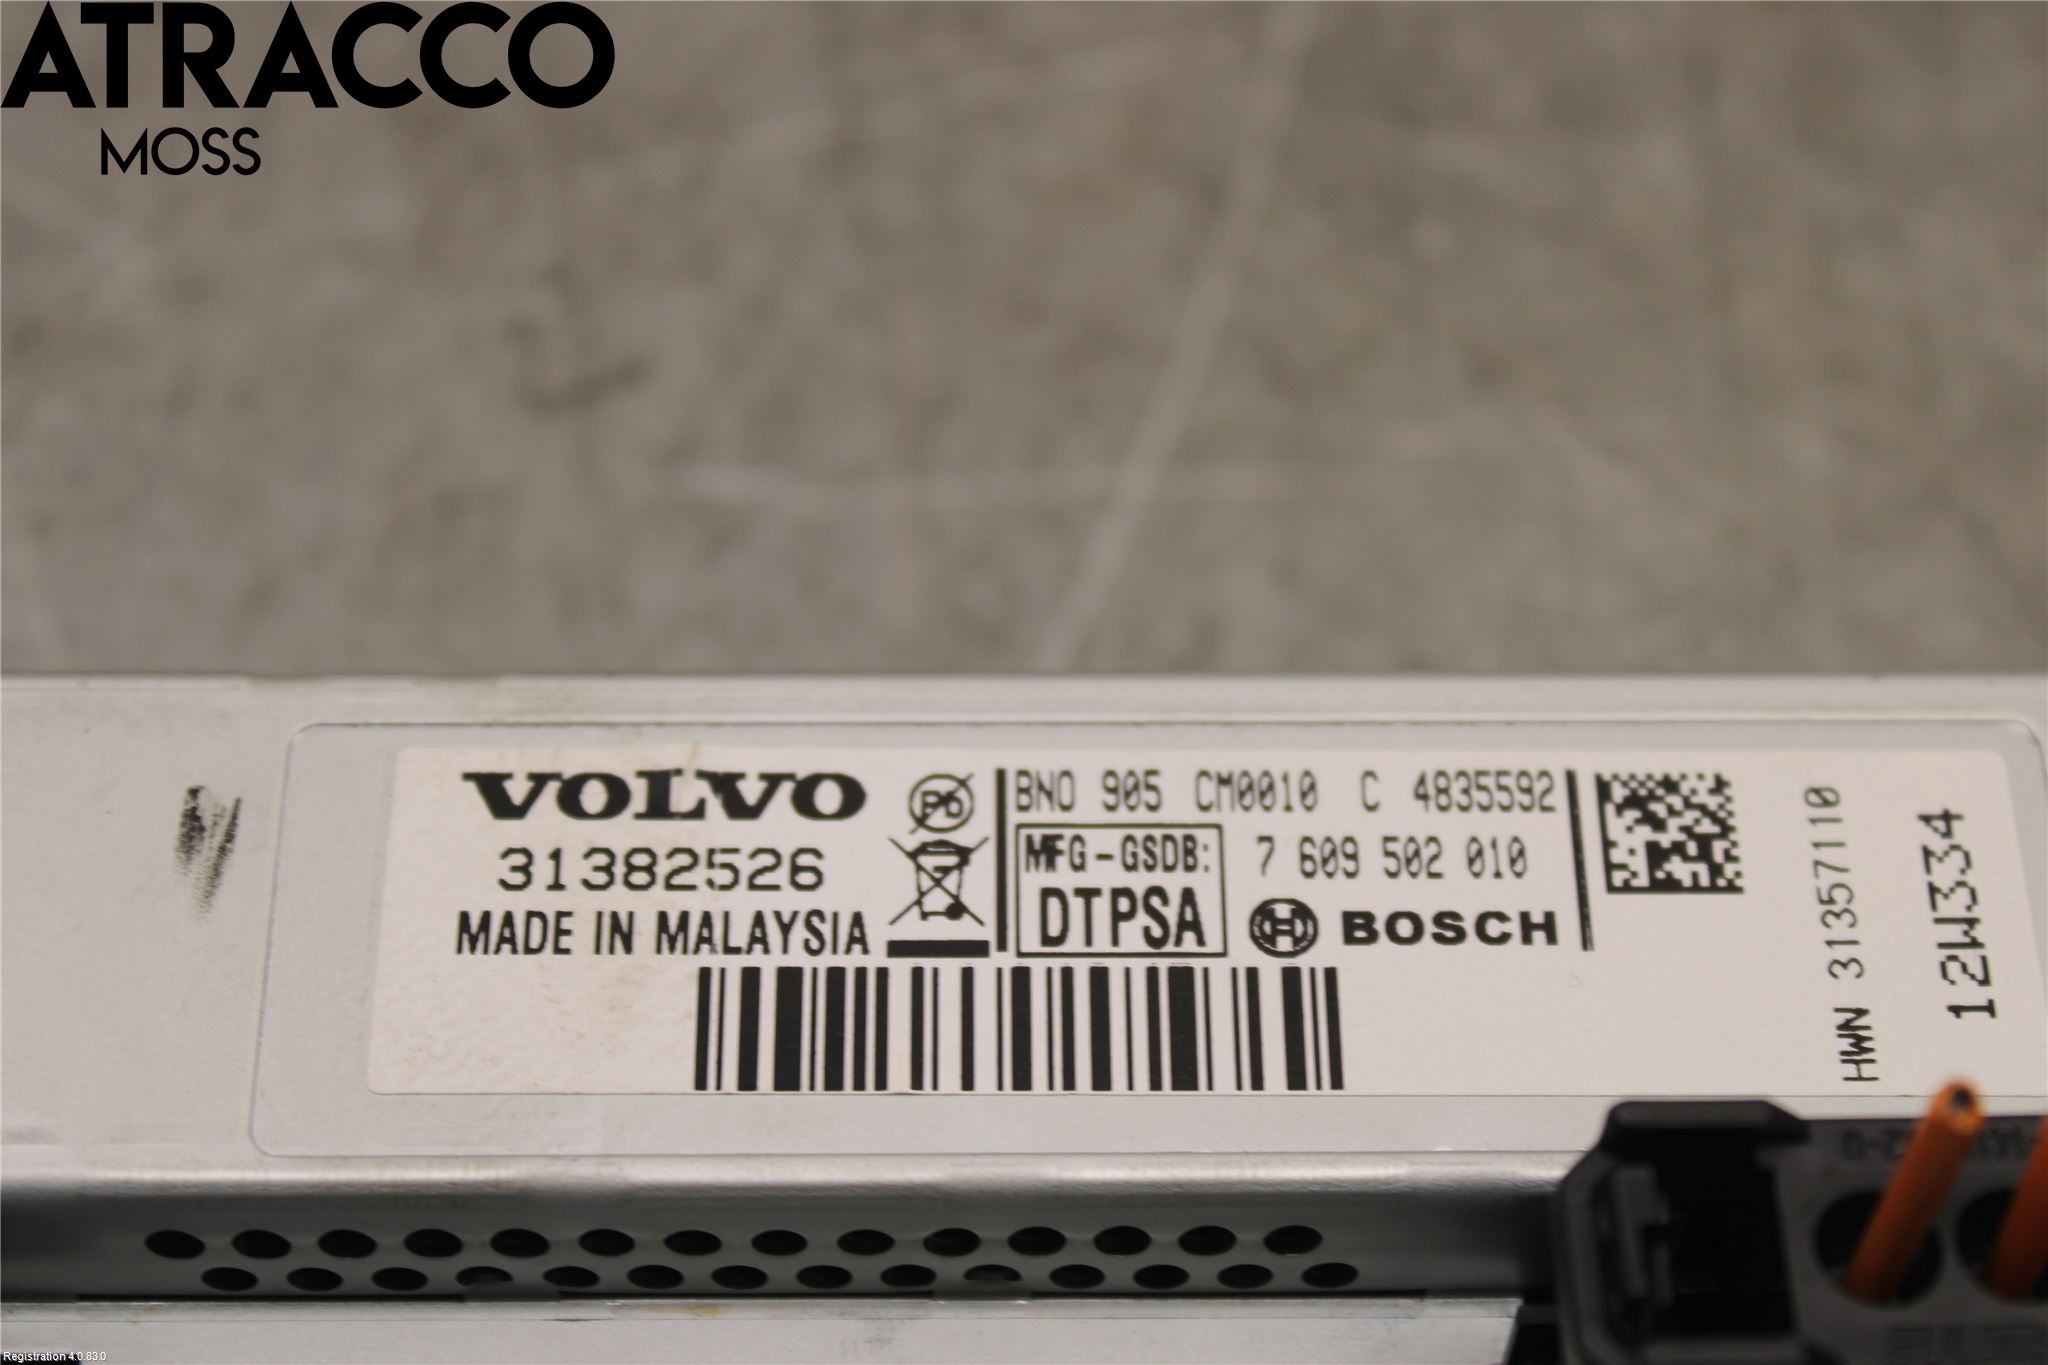 ATRACCO
MOSS
VOLVO
31382526
MADE IN MALAYSIA
Pb
BNO 905 CM0010 C 4835592
MFG-GSDB:
DTPSA
7 609 502 010
BOSCH
HWN 31357110
12W334
Registration 4.0.83.0